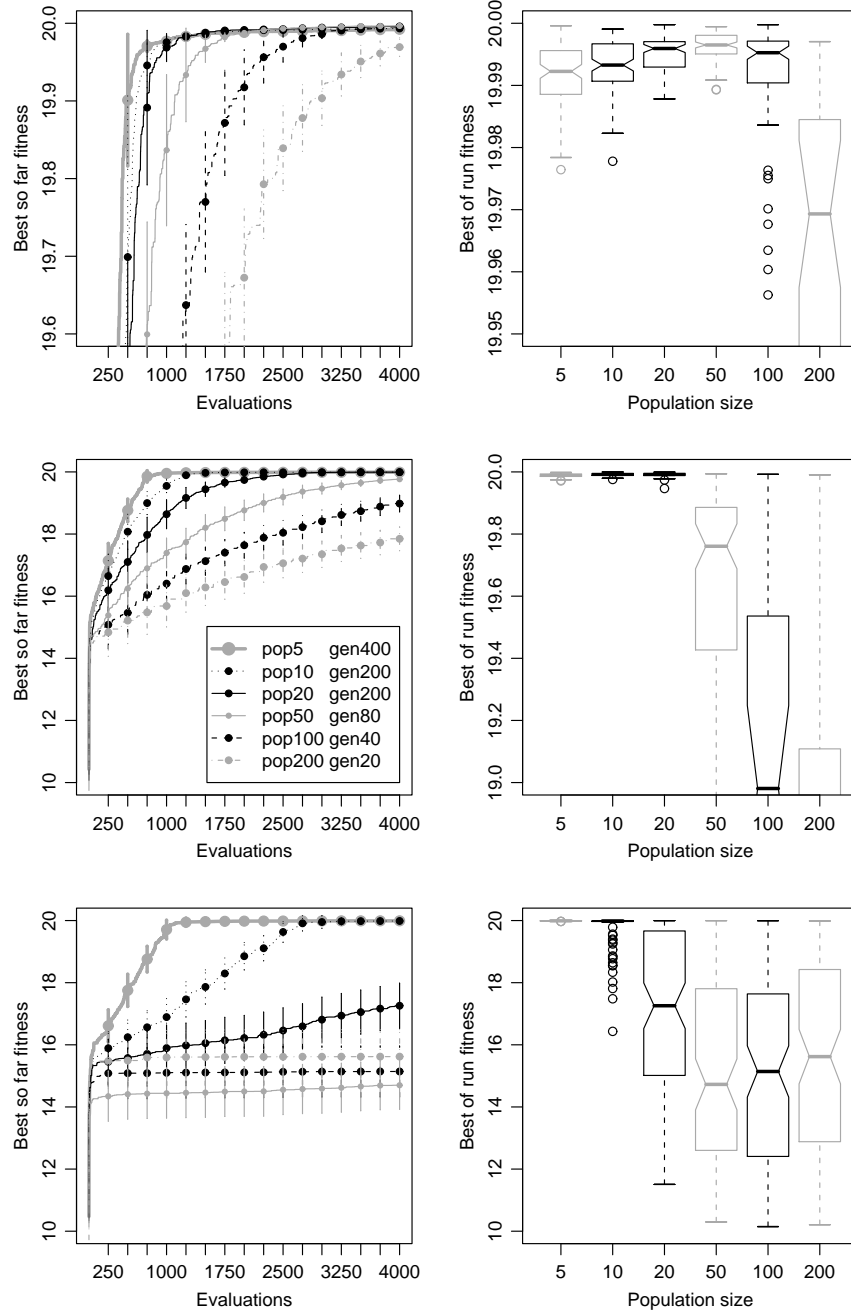 Best so far fitness
19.6 19.7 19.8 19.9 20.0
250 1000 1750 2500 3250 4000
Evaluations
Best of run fitness
19.95 19.96 19.97 19.98 19.99 20.00
5 10 20 50 100 200
Population size
Best so far fitness
10 12 14 16 18 20
pop5 gen400
pop10 gen200
pop20 gen200
pop50 gen80
pop100 gen40
pop200 gen20
250 1000 1750 2500 3250 4000
Evaluations
Best of run fitness
19.0 19.2 19.4 19.6 19.8 20.0
5 10 20 50 100 200
Population size
Best so far fitness
10 12 14 16 18 20
250 1000 1750 2500 3250 4000
Evaluations
Best of run fitness
10 12 14 16 18 20
5 10 20 50 100 200
Population size